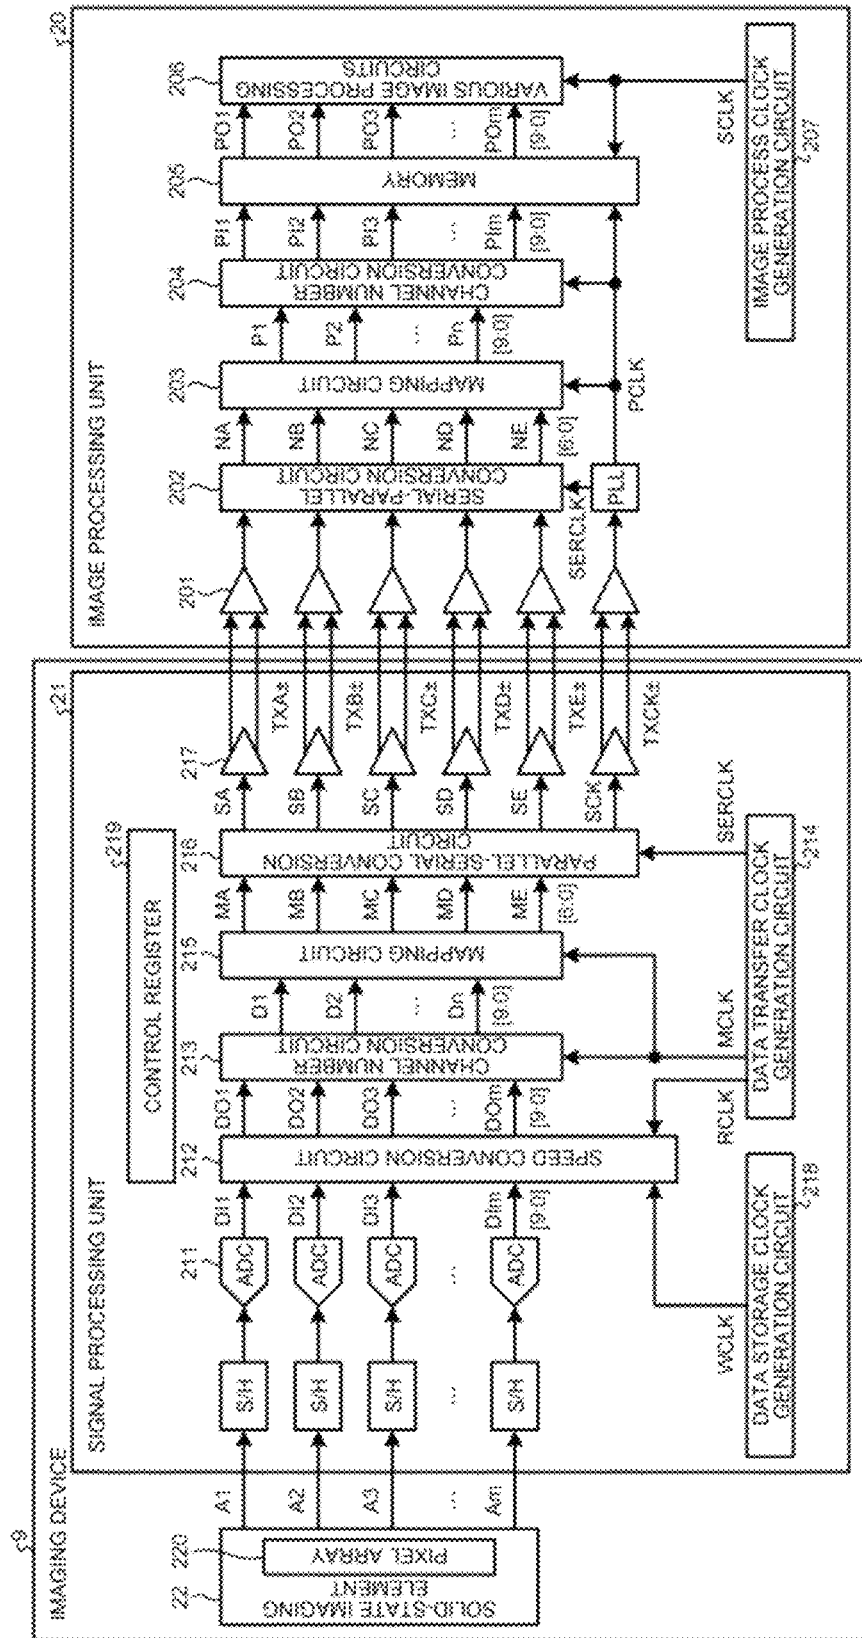 IMAGING DEVICE
9
SOLID-STATE IMAGING
ELEMENT
22
PIXEL ARRAY
220
A1
A2
A3
⋯
Am
SIGNAL PROCESSING UNIT
21
S/H
S/H
S/H
⋯
S/H
211
ADC
ADC
ADC
⋯
ADC
DI1
DI2
DI3
⋯
DIm
[9:0]
212
SPEED CONVERSION CIRCUIT
DO1
DO2
DO3
⋯
DOm
[9:0]
213
CHANNEL NUMBER
CONVERSION CIRCUIT
D1
D2
⋯
Dn
[9:0]
215
MAPPING CIRCUIT
MA
MB
MC
MD
ME
[6:0]
216
PARALLEL-SERIAL CONVERSION
CIRCUIT
SA
SB
SC
SD
SE
SCK
217
CONTROL REGISTER
219
WCLK
DATA STORAGE CLOCK
GENERATION CIRCUIT
218
RCLK
MCLK
SERCLK
DATA TRANSFER CLOCK
GENERATION CIRCUIT
214
TXA±
TXB±
TXC±
TXD±
TXE±
TXCK±
IMAGE PROCESSING UNIT
20
201
202
SERIAL-PARALLEL
CONVERSION CIRCUIT
SERCLK
PLL
NA
NB
NC
ND
NE
[6:0]
203
MAPPING CIRCUIT
PCLK
P1
P2
⋯
Pn
[9:0]
204
CHANNEL NUMBER
CONVERSION CIRCUIT
PI1
PI2
PI3
⋯
PIm
[9:0]
205
MEMORY
PO1
PO2
PO3
⋯
POm
[9:0]
206
VARIOUS IMAGE PROCESSING
CIRCUITS
SCLK
IMAGE PROCESS CLOCK
GENERATION CIRCUIT
207